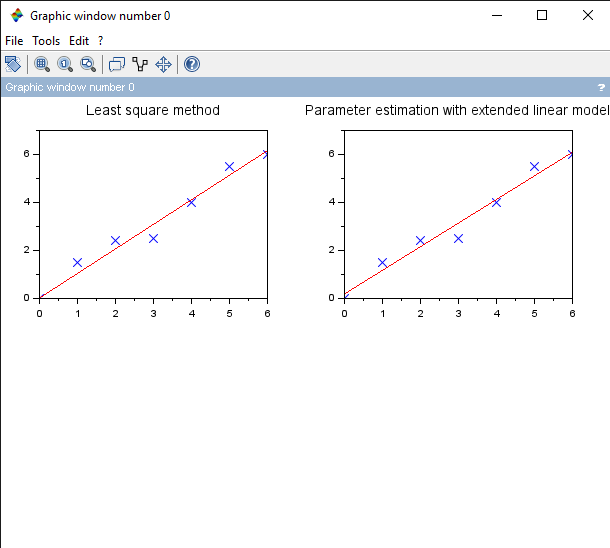 Graphic window number 0
File Tools Edit ?
Graphic window number 0 ?
Least square method
Parameter estimation with extended linear model
6
4
2
0
0 1 2 3 4 5 6
6
4
2
0
0 1 2 3 4 5 6